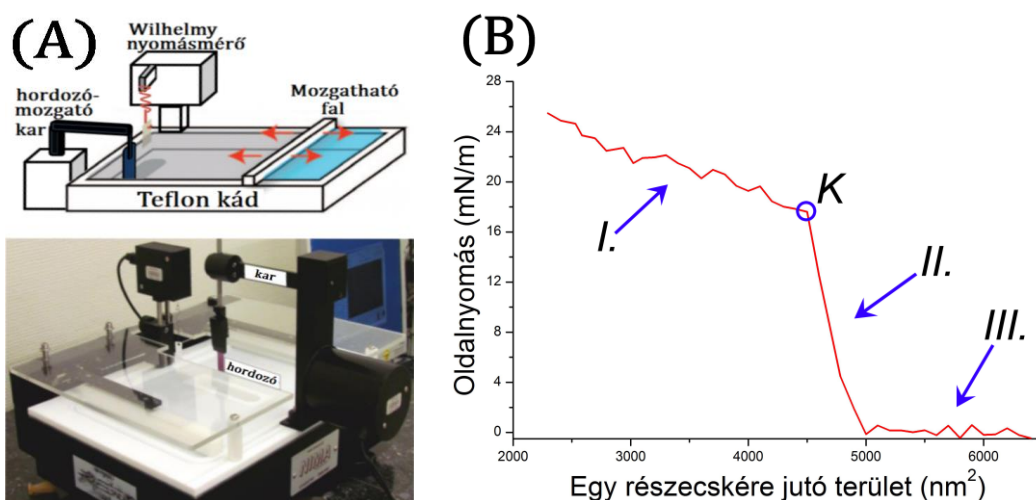 (A)
Wilhelmy
nyomásmérő
hordozó-
mozgató
kar
Mozgatható
fal
Teflon kád
kar
hordozó
NIMA
(B)
Oldalnyomás (mN/m)
28
24
20
16
12
8
4
0
2000 3000 4000 5000 6000
Egy részecskére jutó terület (nm²)
I.
K
II.
III.